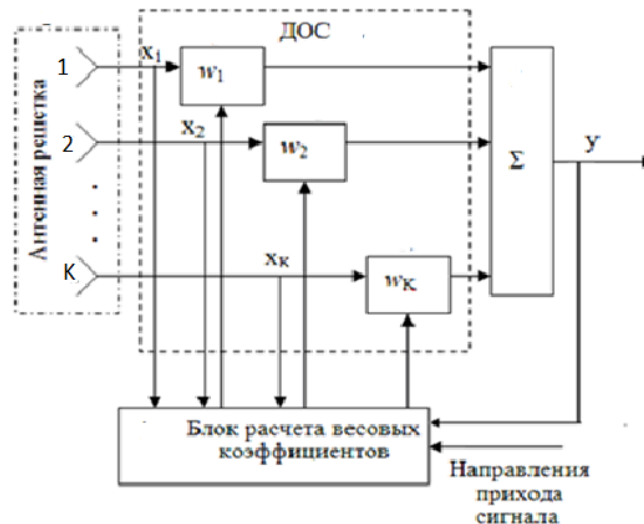 ДОС
Антенная решетка
1
x1
w1
2
x2
w2
.
.
.
K
xK
wK
Σ
y
Блок расчета весовых
коэффициентов
Направления
прихода
сигнала